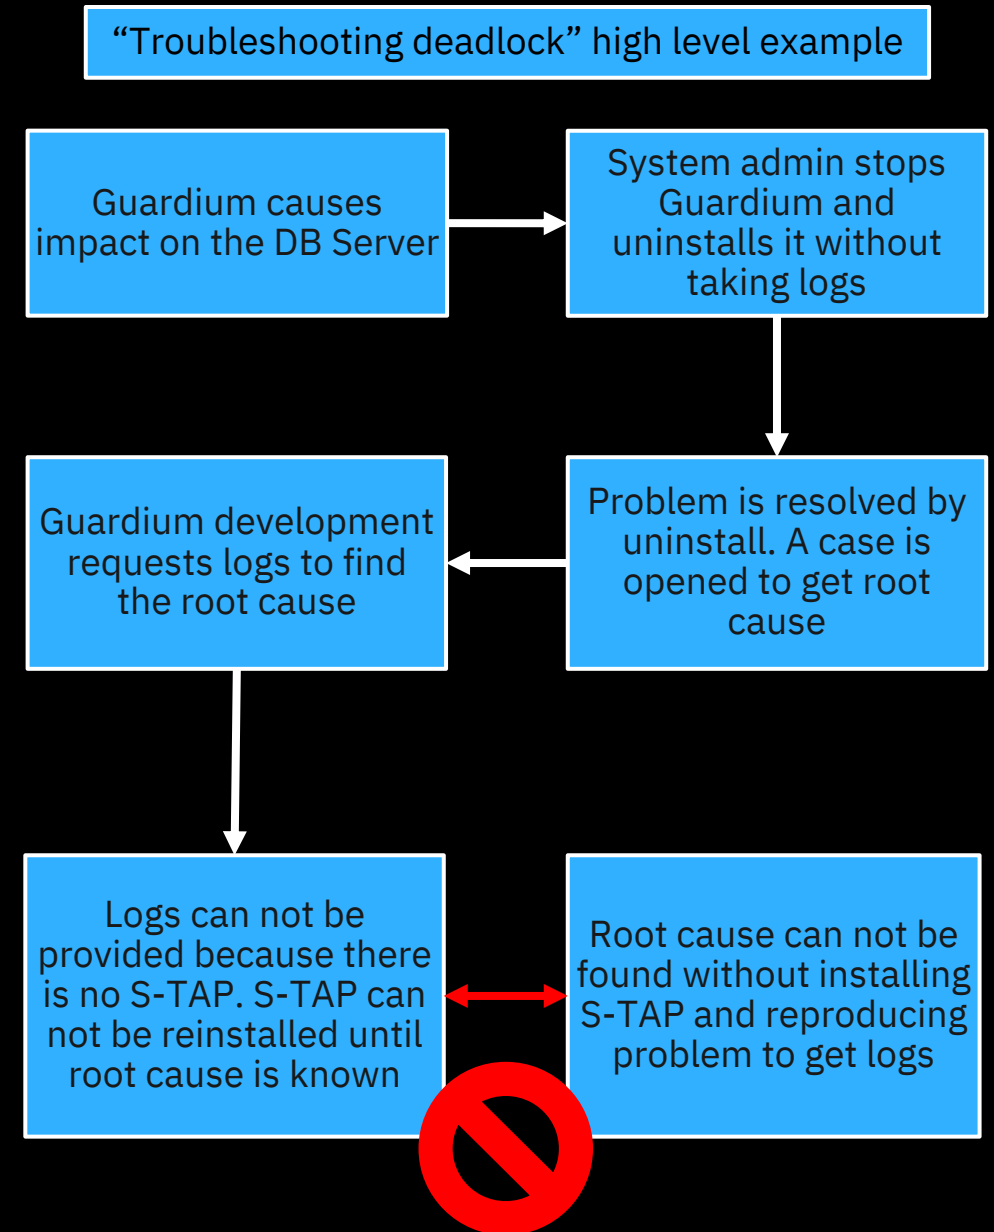 “Troubleshooting deadlock” high level example
Guardium causes
impact on the DB Server
System admin stops
Guardium and
uninstalls it without
taking logs
Problem is resolved by
uninstall. A case is
opened to get root
cause
Guardium development
requests logs to find
the root cause
Logs can not be
provided because there
is no S-TAP. S-TAP can
not be reinstalled until
root cause is known
Root cause can not be
found without installing
S-TAP and reproducing
problem to get logs